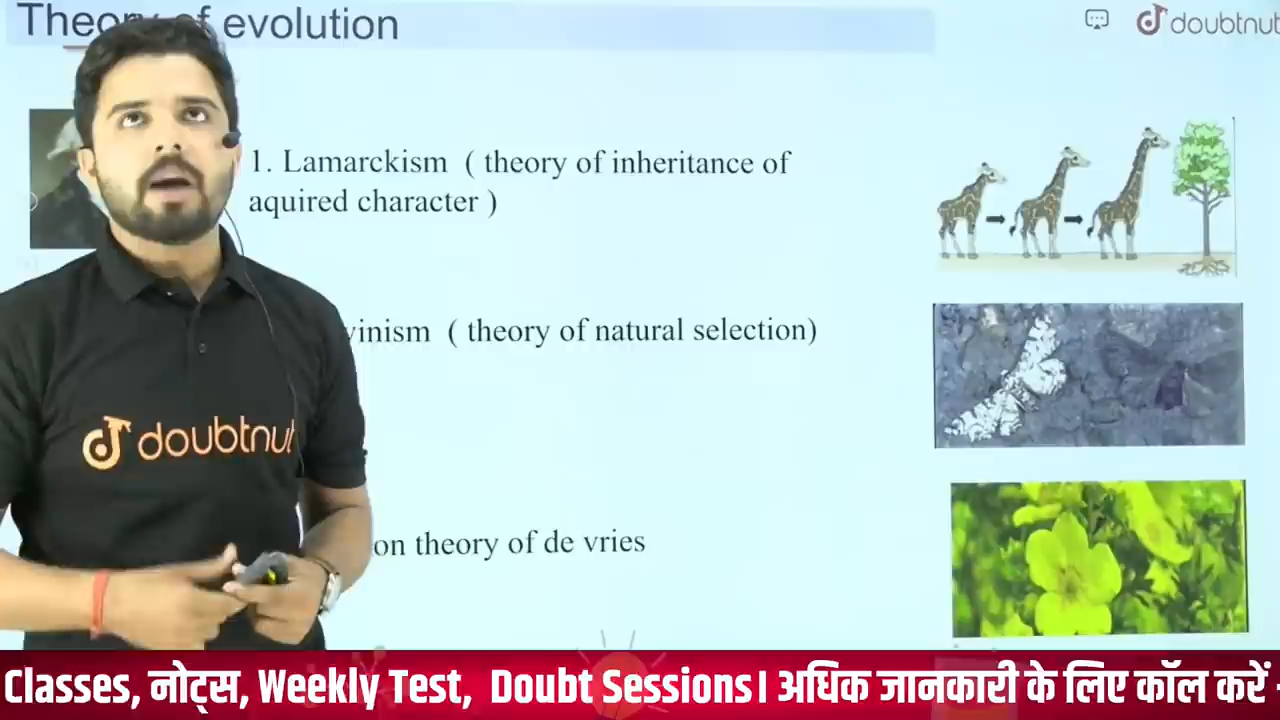 Theory of evolution
doubtnut
1. Lamarckism ( theory of inheritance of
aquired character )
vinism ( theory of natural selection)
on theory of de vries
doubtnut
Classes, नोट्स, Weekly Test, Doubt Sessions। अधिक जानकारी के लिए कॉल करें